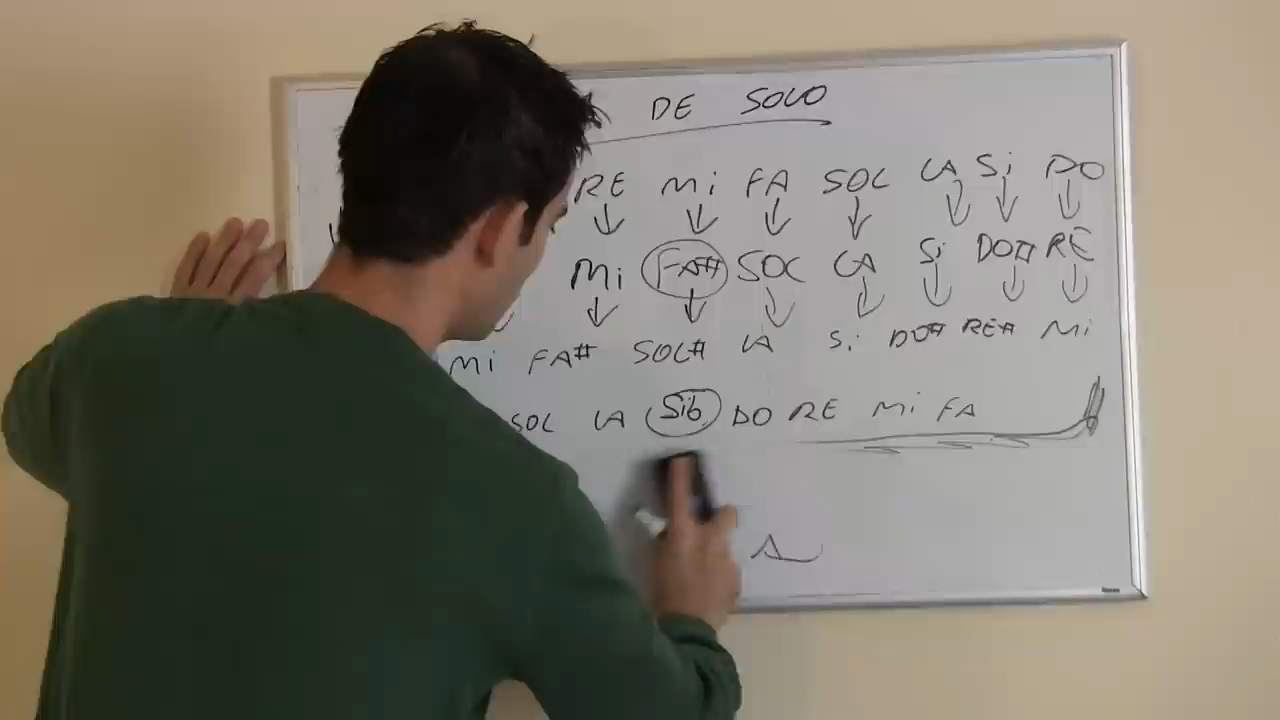 DE SOLO
RE Mi FA SOL LA Si DO
Mi FA# SOL LA Si DO# RE
Mi FA# SOL# LA Si DO# RE# Mi
SOL LA Sib DO RE Mi FA